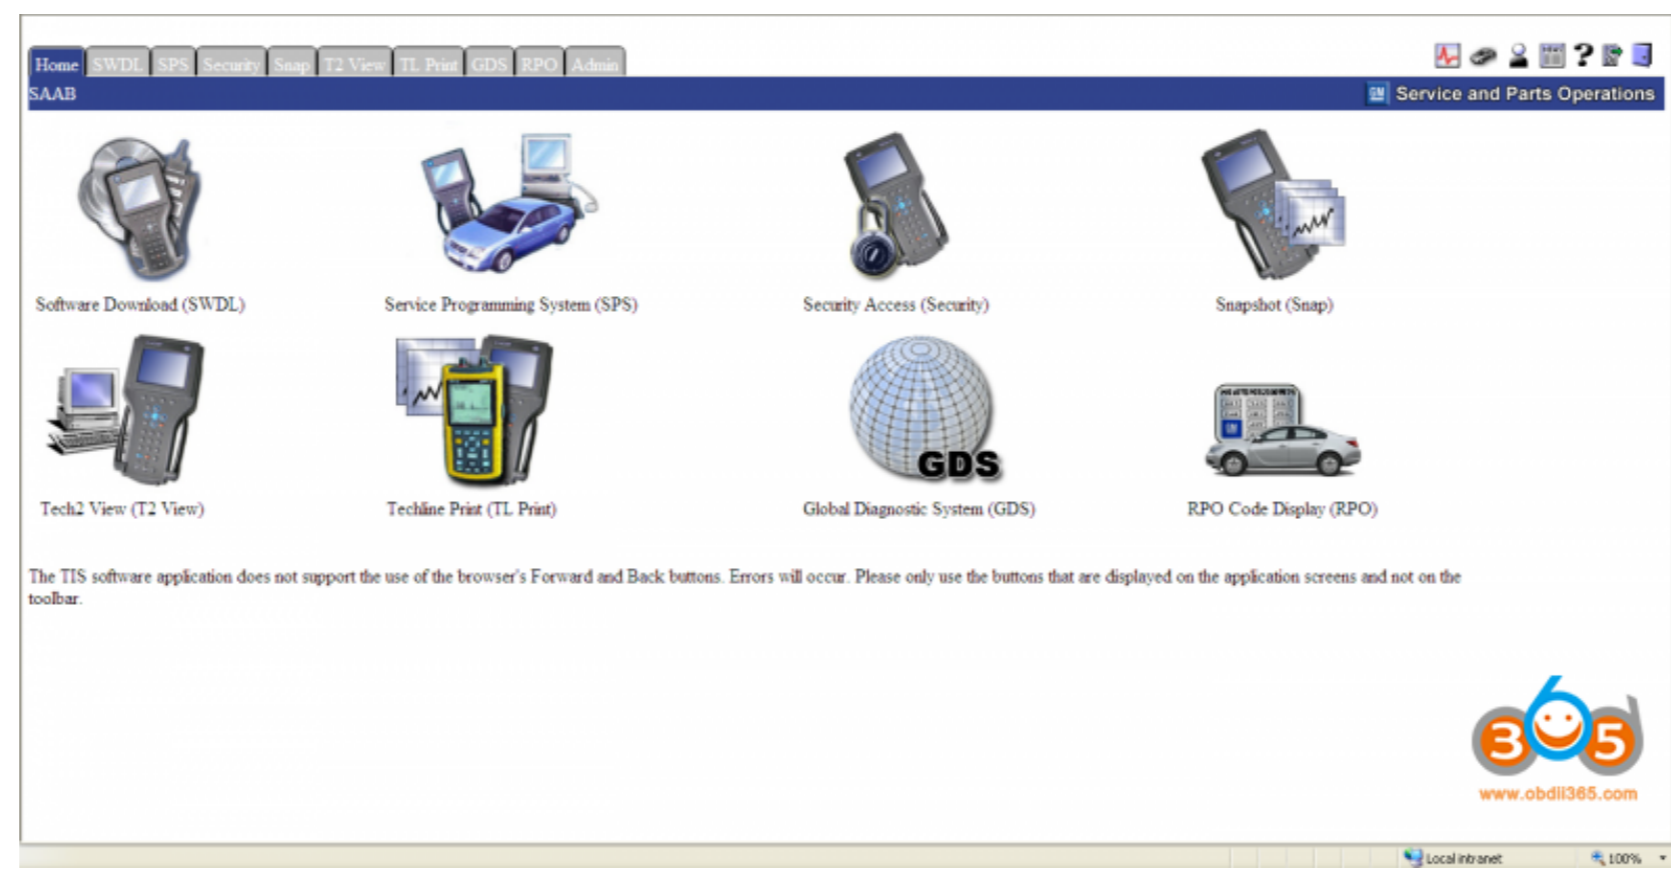 Home SWDL SPS Security Snap T2 View TL Print GDS RPO Admin
SAAB
GM Service and Parts Operations
Software Download (SWDL)
Service Programming System (SPS)
Security Access (Security)
Snapshot (Snap)
GDS
Tech2 View (T2 View)
Techline Print (TL Print)
Global Diagnostic System (GDS)
RPO Code Display (RPO)
The TIS software application does not support the use of the browser's Forward and Back buttons. Errors will occur. Please only use the buttons that are displayed on the application screens and not on the
toolbar.
365
www.obdii365.com
Local intranet 100%